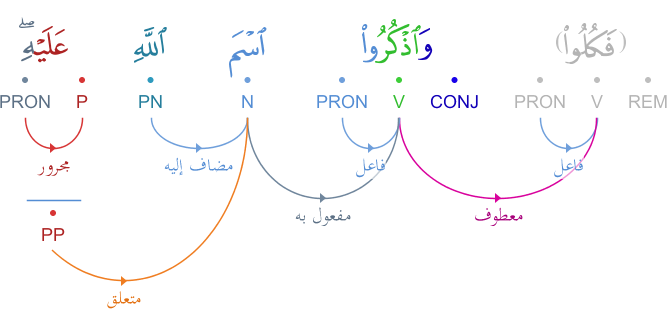 (فَكُلُوا۟) وَٱذْكُرُوا۟ ٱسْمَ ٱللَّهِ عَلَيْهِ ۖ
REM V PRON CONJ V PRON N PN P PRON
فاعل فاعل مضاف إليه مجرور
معطوف مفعول به
PP
متعلق